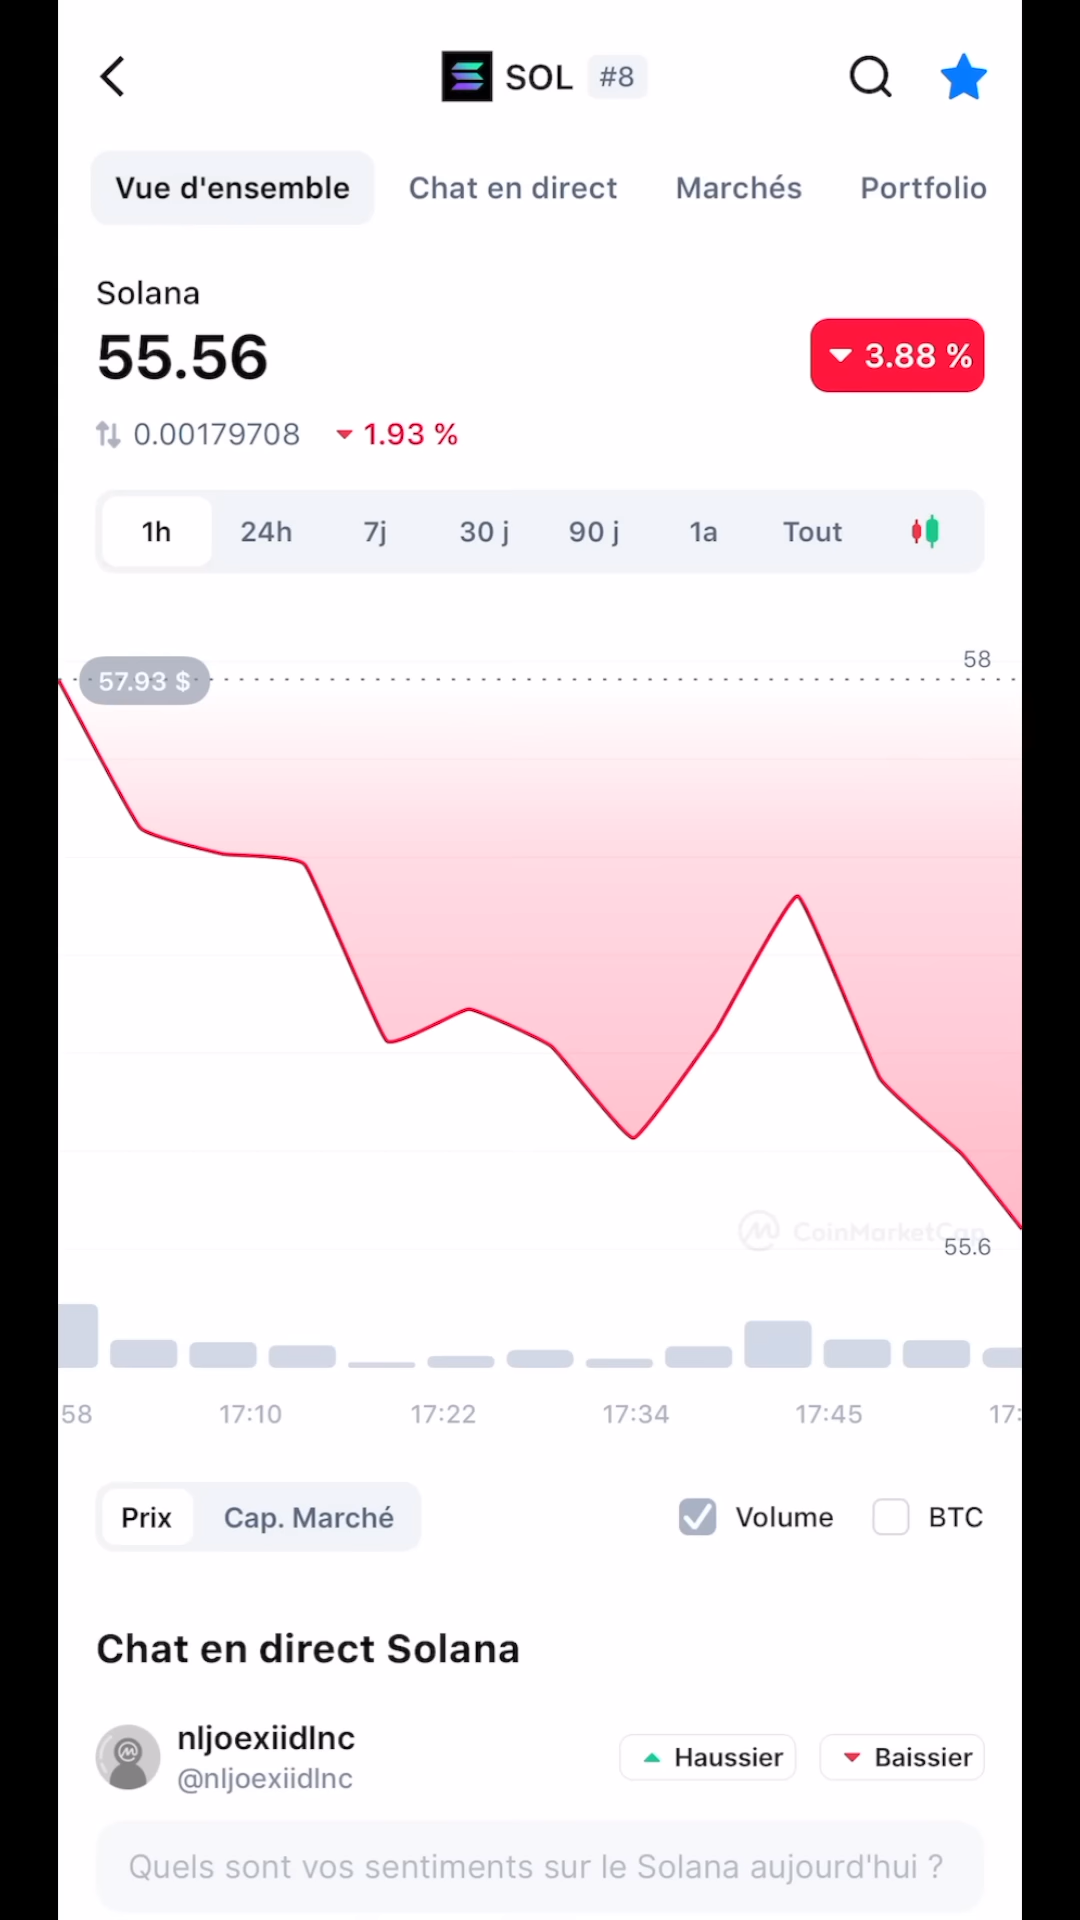 SOL #8
Vue d'ensemble Chat en direct Marchés Portfolio
Solana
55.56
3.88 %
0.00179708 1.93 %
1h 24h 7j 30 j 90 j 1a Tout
58
57.93 $
CoinMarketCap
55.6
58 17:10 17:22 17:34 17:45 17:
Prix Cap. Marché Volume BTC
Chat en direct Solana
nljoexiidlnc
@nljoexiidlnc
Haussier Baissier
Quels sont vos sentiments sur le Solana aujourd'hui ?